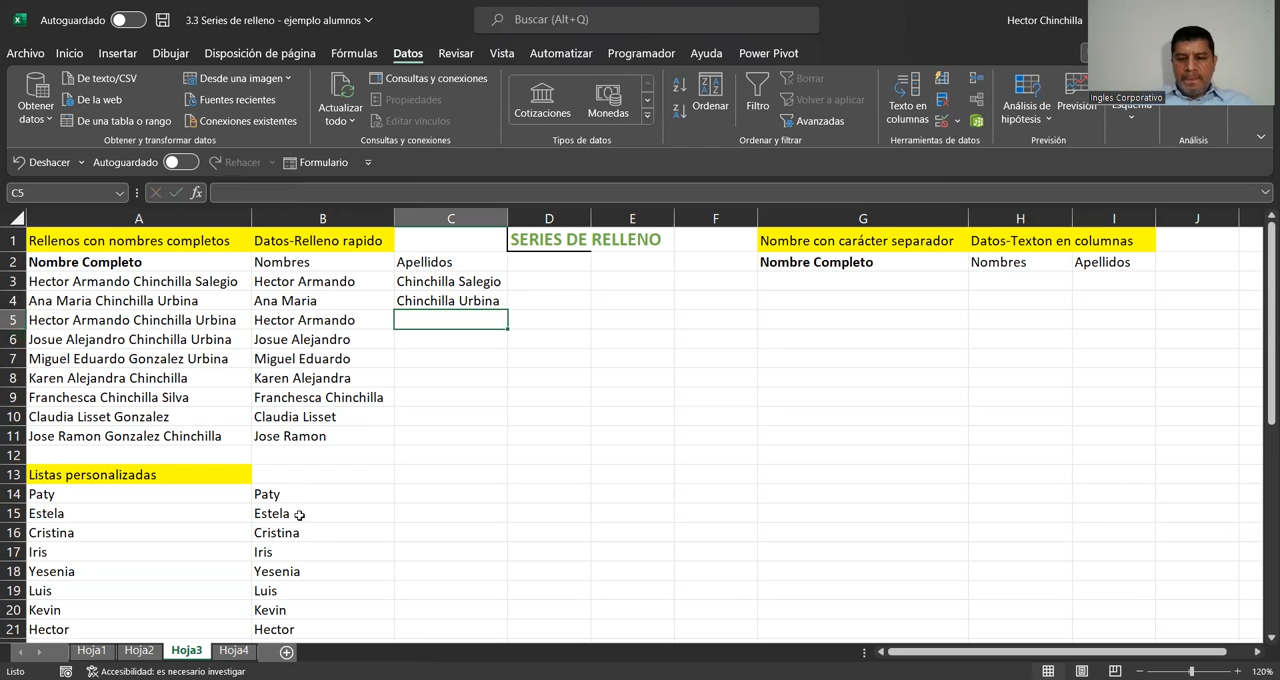 Autoguardado
3.3 Series de relleno - ejemplo alumnos
Buscar (Alt+Q)
Hector Chinchilla
Ingles Corporativo
Archivo Inicio Insertar Dibujar Disposición de página Fórmulas Datos Revisar Vista Automatizar Programador Ayuda Power Pivot
Obtener datos
De texto/CSV
De la web
De una tabla o rango
Desde una imagen
Fuentes recientes
Conexiones existentes
Obtener y transformar datos
Actualizar todo
Consultas y conexiones
Propiedades
Editar vínculos
Consultas y conexiones
Cotizaciones Monedas
Tipos de datos
Ordenar
Filtro
Borrar
Volver a aplicar
Avanzadas
Ordenar y filtrar
Texto en columnas
Herramientas de datos
Análisis de hipótesis
Previsión
Previsión
Esquema
Análisis
Deshacer Autoguardado Rehacer Formulario
C5 fx
A B C D E F G H I J
1 Rellenos con nombres completos Datos-Relleno rapido SERIES DE RELLENO Nombre con carácter separador Datos-Texton en columnas
2 Nombre Completo Nombres Apellidos Nombre Completo Nombres Apellidos
3 Hector Armando Chinchilla Salegio Hector Armando Chinchilla Salegio
4 Ana Maria Chinchilla Urbina Ana Maria Chinchilla Urbina
5 Hector Armando Chinchilla Urbina Hector Armando
6 Josue Alejandro Chinchilla Urbina Josue Alejandro
7 Miguel Eduardo Gonzalez Urbina Miguel Eduardo
8 Karen Alejandra Chinchilla Karen Alejandra
9 Franchesca Chinchilla Silva Franchesca Chinchilla
10 Claudia Lisset Gonzalez Claudia Lisset
11 Jose Ramon Gonzalez Chinchilla Jose Ramon
12
13 Listas personalizadas
14 Paty Paty
15 Estela Estela
16 Cristina Cristina
17 Iris Iris
18 Yesenia Yesenia
19 Luis Luis
20 Kevin Kevin
21 Hector Hector
Hoja1 Hoja2 Hoja3 Hoja4
Listo Accesibilidad: es necesario investigar 120%